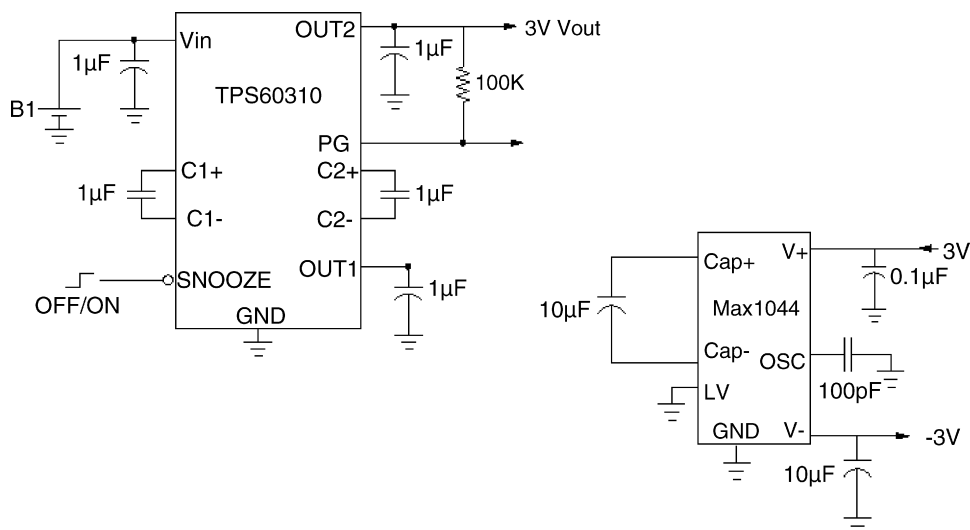 OUT2
3V Vout
Vin
1µF
1µF
100K
TPS60310
B1
PG
C1+
C2+
1µF
1µF
C1-
C2-
OUT1
SNOOZE
1µF
OFF/ON
GND
V+
3V
Cap+
0.1µF
10µF
Max1044
Cap-
OSC
LV
100pF
GND
V-
-3V
10µF